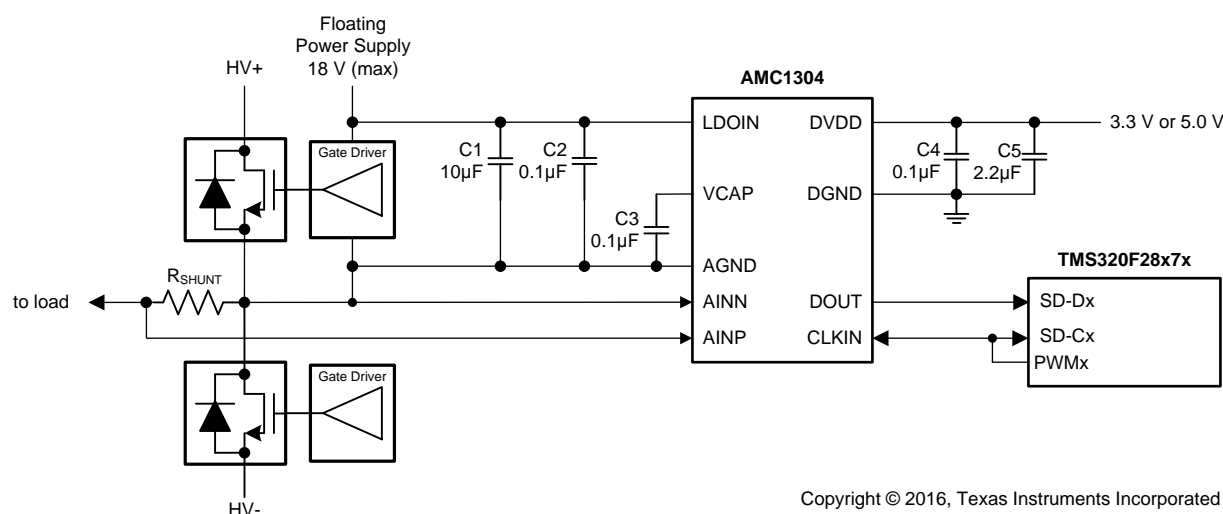 Floating
Power Supply
18 V (max)
HV+
AMC1304
LDOIN
DVDD
3.3 V or 5.0 V
Gate Driver
C1
10µF
C2
0.1µF
C4
0.1µF
C5
2.2µF
VCAP
DGND
C3
0.1µF
AGND
TMS320F28x7x
RSHUNT
to load
AINN
DOUT
SD-Dx
AINP
CLKIN
SD-Cx
PWMx
Gate Driver
HV-
Copyright © 2016, Texas Instruments Incorporated